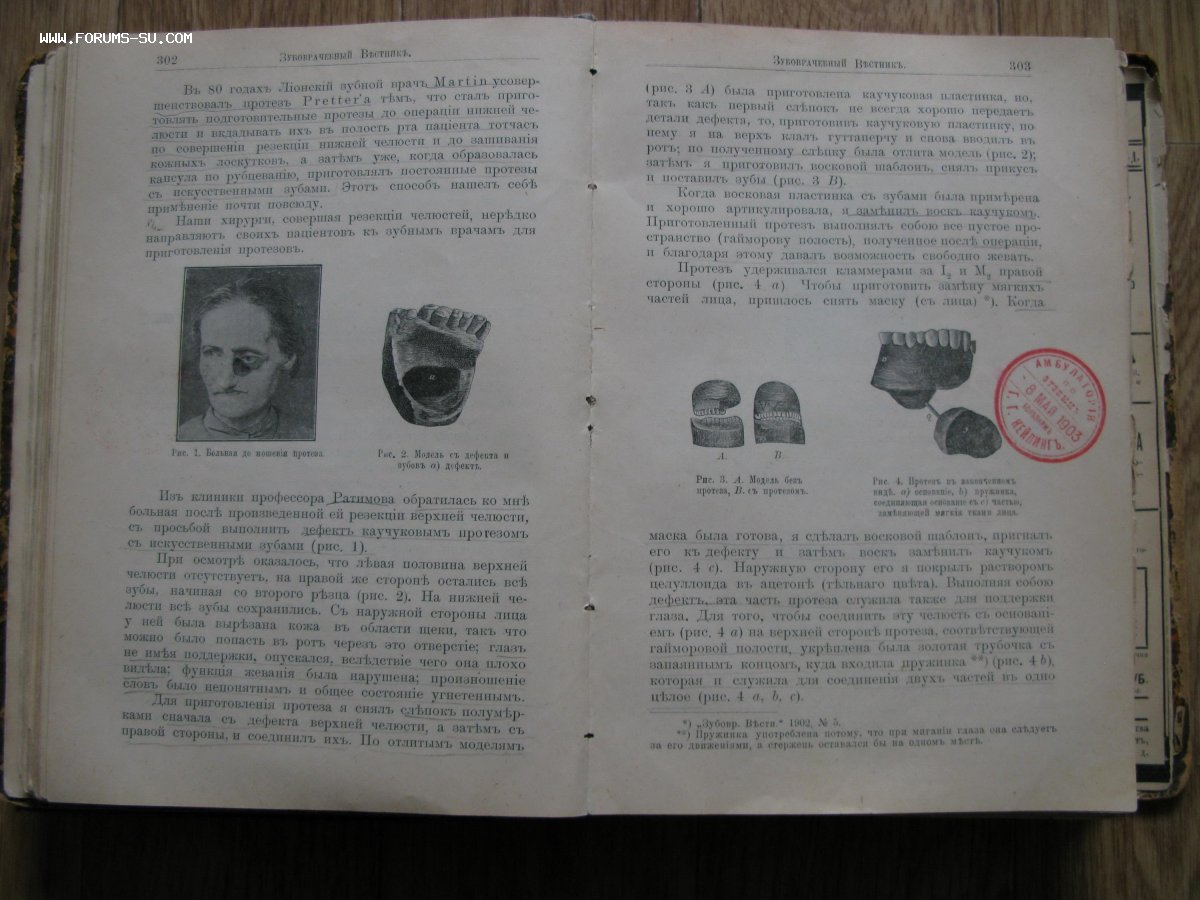 WWW.FORUMS-SU.COM
302
Зубоврачебный Вѣстникъ.
Въ 80 годахъ Ліонскій зубной врачъ Martin усовер-
шенствовалъ протезъ Pretter'а тѣмъ, что сталъ приго-
товлять подготовительные протезы до операціи нижней че-
люсти и вкладывать ихъ въ полость рта паціента тотчасъ
по совершеніи резекціи нижней челюсти и до зашиванія
кожныхъ лоскутковъ, а затѣмъ уже, когда образовалась
капсула по рубцеванію, приготовлялъ постоянные протезы
съ искусственными зубами. Этотъ способъ нашелъ себѣ
примѣненіе почти повсюду.
Наши хирурги, совершая резекціи челюстей, нерѣдко
направляютъ своихъ паціентовъ къ зубнымъ врачамъ для
приготовленія протезовъ.
Рис. 1. Больная до ношенія протеза.
Рис. 2. Модель съ дефекта и
зубовъ а) дефектъ.
Изъ клиники профессора Ратимова обратилась ко мнѣ
больная послѣ произведенной ей резекціи верхней челюсти,
съ просьбой выполнить дефектъ каучуковымъ протезомъ
съ искусственными зубами (рис. 1).
При осмотрѣ оказалось, что лѣвая половина верхней
челюсти отсутствуетъ, на правой же сторонѣ остались всѣ
зубы, начиная со второго рѣзца (рис. 2). На нижней че-
люсти всѣ зубы сохранились. Съ наружной стороны лица
у ней была вырѣзана кожа въ области щеки, такъ что
можно было попасть въ ротъ черезъ это отверстіе; глазъ
не имѣя поддержки, опускался, вслѣдствіе чего она плохо
видѣла; функція жеванія была нарушена; произношеніе
словъ было непонятнымъ и общее состояніе угнетеннымъ.
Для приготовленія протеза я снялъ слѣпокъ полумѣр-
ками сначала съ дефекта верхней челюсти, а затѣмъ съ
правой стороны, и соединилъ ихъ. По отлитымъ моделямъ
Зубоврачебный Вѣстникъ.
303
(рис. 3 А) была приготовлена каучуковая пластинка, но,
такъ какъ первый слѣпокъ не всегда хорошо передаетъ
детали дефекта, то, приготовивъ каучуковую пластинку, по
нему я на верхъ клалъ гуттаперчу и снова вводилъ въ
ротъ; по полученному слѣпку была отлита модель (рис. 2);
затѣмъ я приготовилъ восковой шаблонъ, снялъ прикусъ
и поставилъ зубы (рис. 3 В).
Когда восковая пластинка съ зубами была примѣрена
и хорошо артикулировала, я замѣнилъ воскъ каучукомъ.
Приготовленный протезъ выполнялъ собою все пустое про-
странство (гайморову полость), полученное послѣ операціи,
и благодаря этому давалъ возможность свободно жевать.
Протезъ удерживался кламмерами за I2 и M2 правой
стороны (рис. 4 а) Чтобы приготовить замѣну мягкихъ
частей лица, пришлось снять маску (съ лица) *). Когда
А.
В.
Рис. 3. А. Модель безъ
протеза, В. съ протезомъ.
а.
Рис. 4. Протезъ въ законченномъ
видѣ. а) основаніе, b) пружинка,
соединяющая основаніе съ с) частью,
замѣняющей мягкія ткани лица.
АМБУЛАТОРІЯ
8 МАЙ 1903
Г. КЕЙЛИНГЪ.
маска была готова, я сдѣлалъ восковой шаблонъ, пригналъ
его къ дефекту и затѣмъ воскъ замѣнилъ каучукомъ
(рис. 4 с). Наружную сторону его я покрылъ растворомъ
целуллоида въ ацетонѣ (тѣльнаго цвѣта). Выполняя собою
дефектъ, эта часть протеза служила также для поддержки
глаза. Для того, чтобы соединить эту челюсть съ основані-
емъ (рис. 4 а) на верхней сторонѣ протеза, соотвѣтствующей
гайморовой полости, укрѣплена была золотая трубочка съ
запаяннымъ концомъ, куда входила пружинка **) (рис. 4 b),
которая и служила для соединенія двухъ частей въ одно
цѣлое (рис. 4 а, b, с).
*) „Зубовр. Вѣстн.“ 1902, № 5.
**) Пружинка употреблена потому, что при миганіи глаза она слѣдуетъ
за его движеніями, а стержень оставался бы на одномъ мѣстѣ.